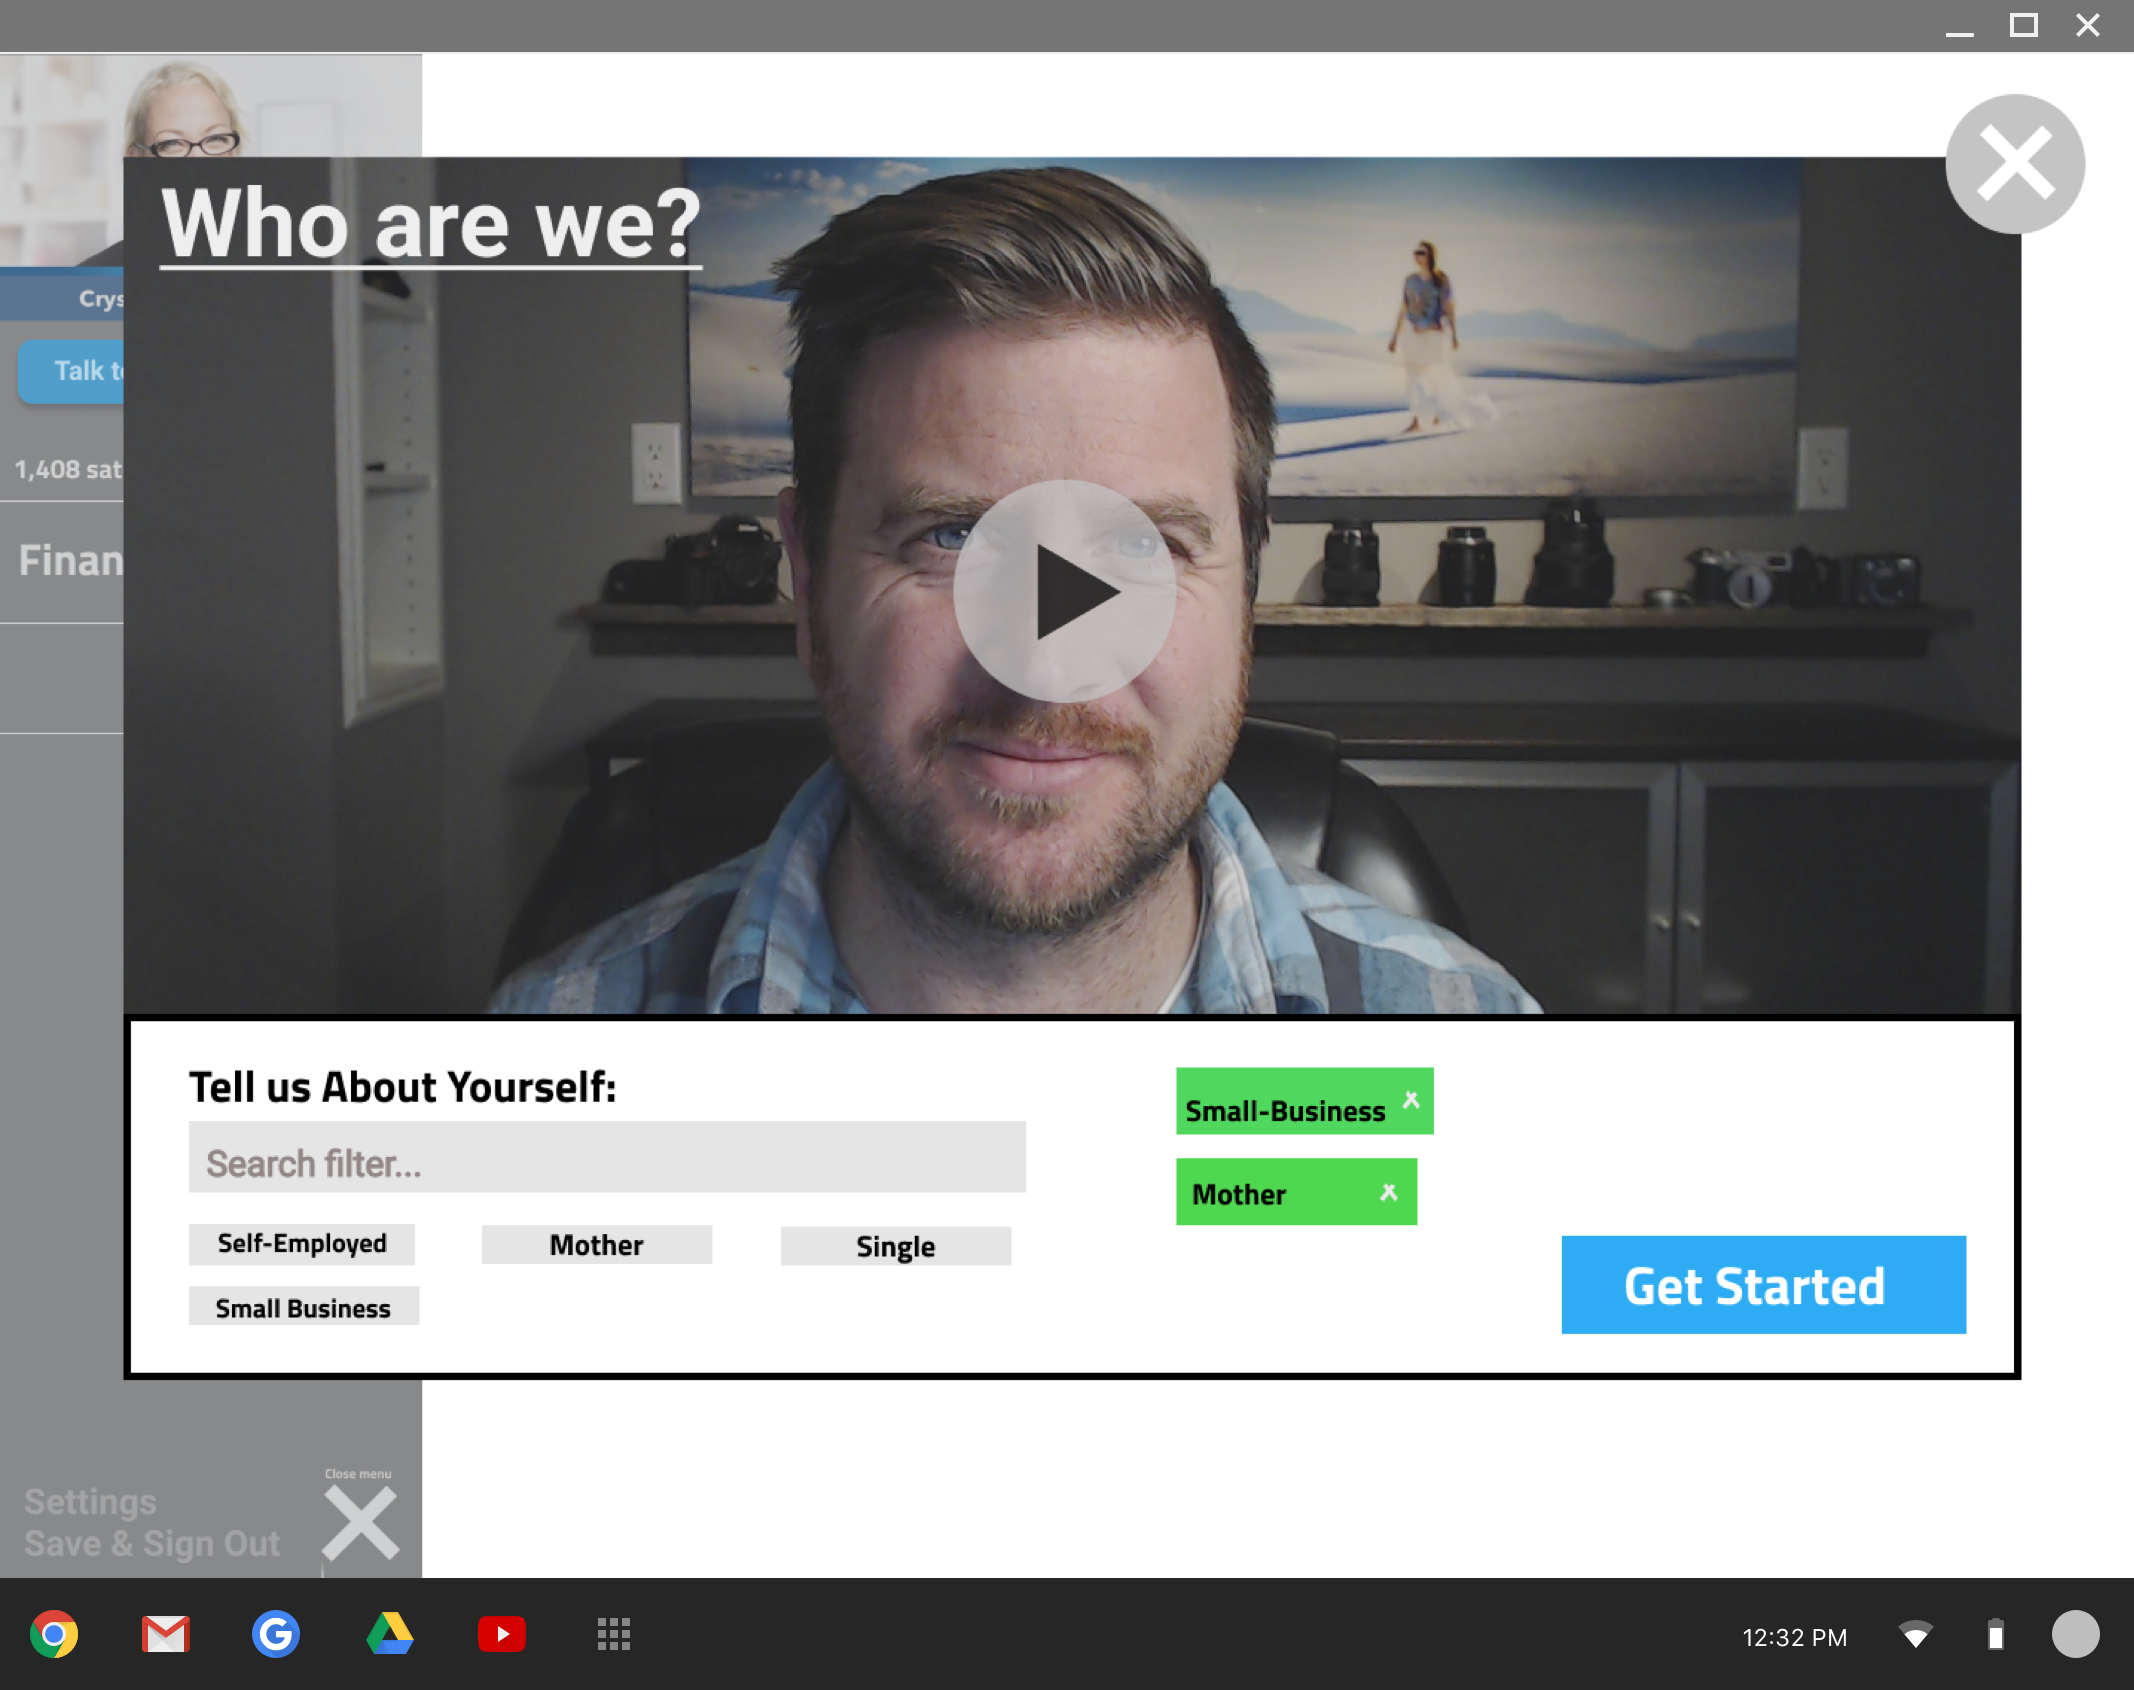 Who are we?
Crys
Talk to
1,408 sat
Finan
Tell us About Yourself:
Search filter...
Self-Employed
Mother
Single
Small Business
Small-Business x
Mother x
Get Started
Close menu
Settings
Save & Sign Out
12:32 PM